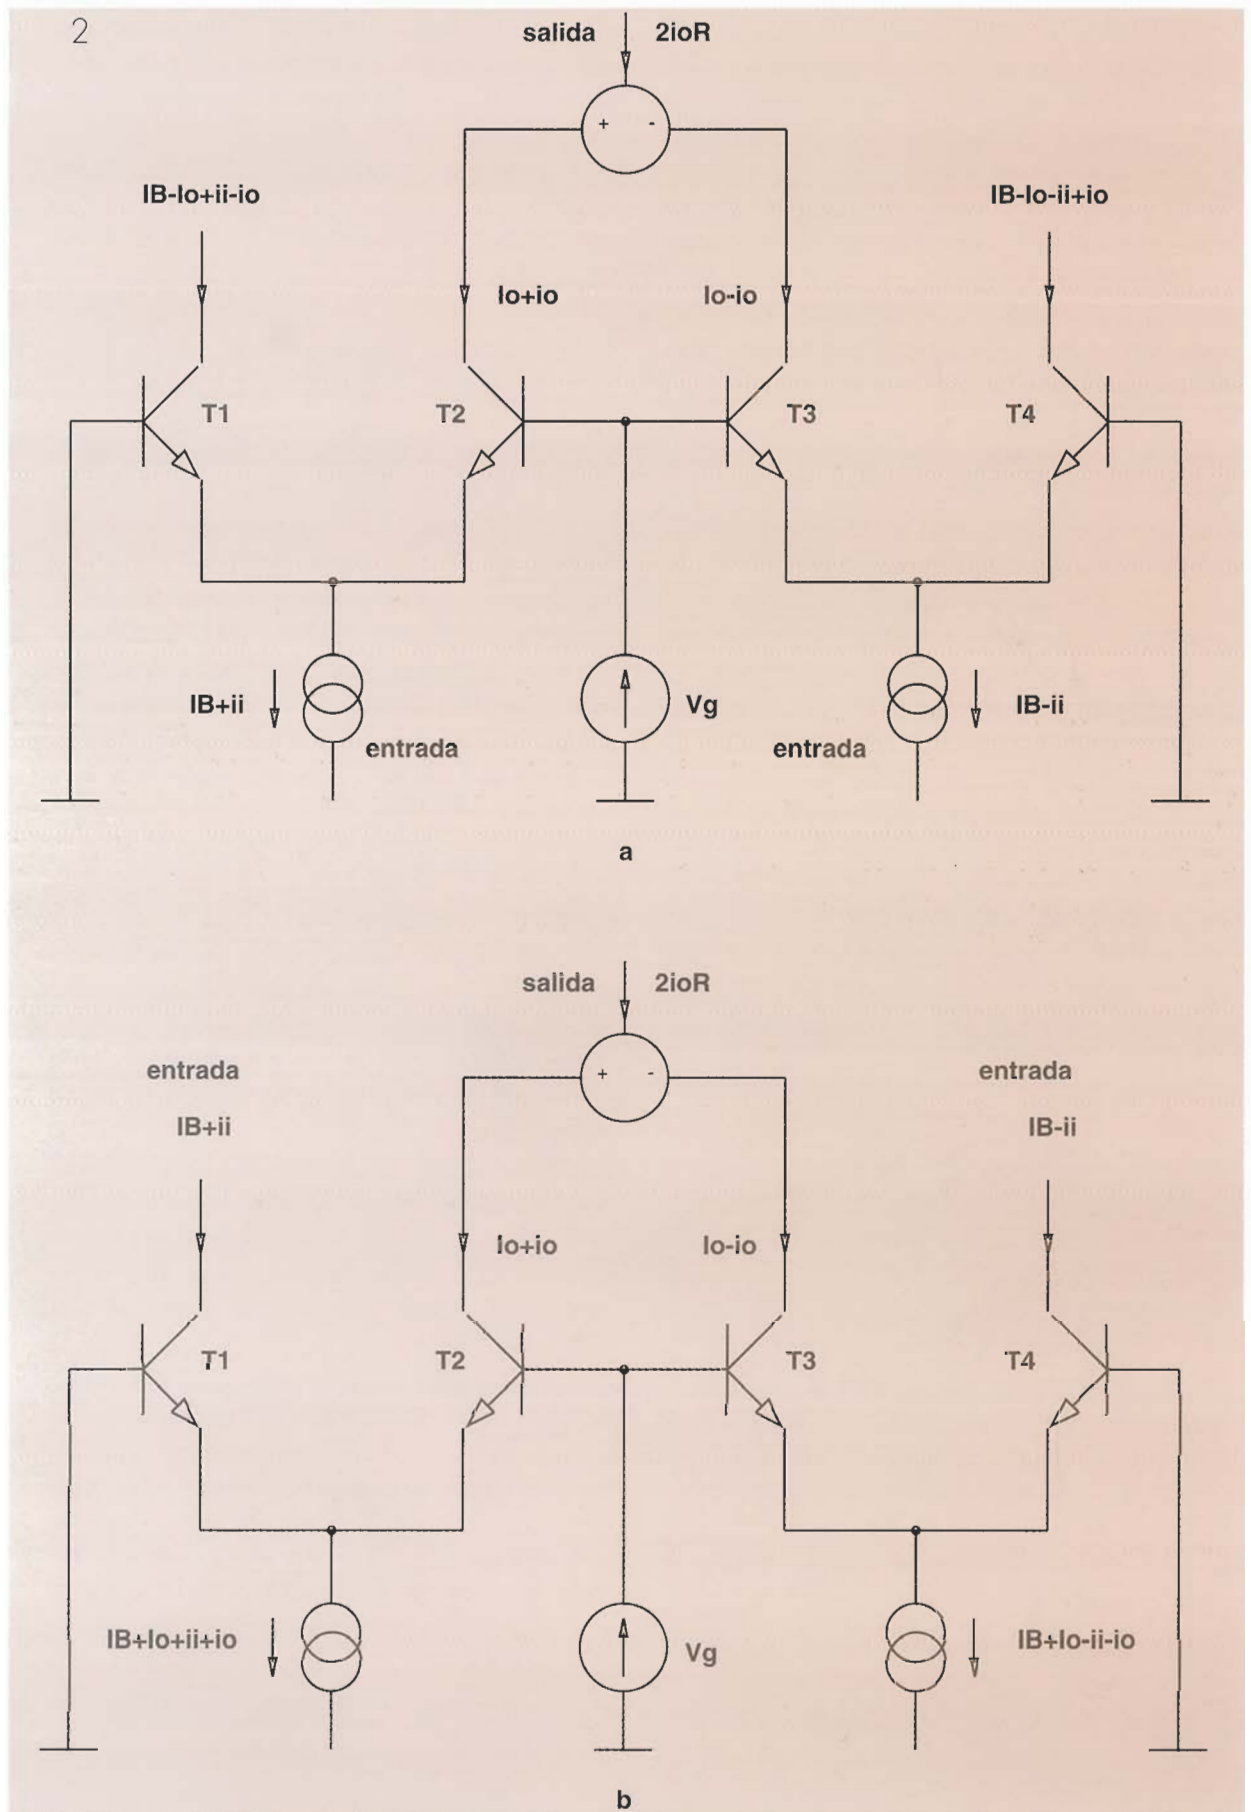 2
salida 2ioR
+ -
IB-Io+ii-io
IB-Io-ii+io
Io+io
Io-io
T1
T2
T3
T4
IB+ii
Vg
IB-ii
entrada
entrada
a
salida 2ioR
entrada
entrada
+ -
IB+ii
IB-ii
Io+io
Io-io
T1
T2
T3
T4
IB+Io+ii+io
Vg
IB+Io-ii-io
b